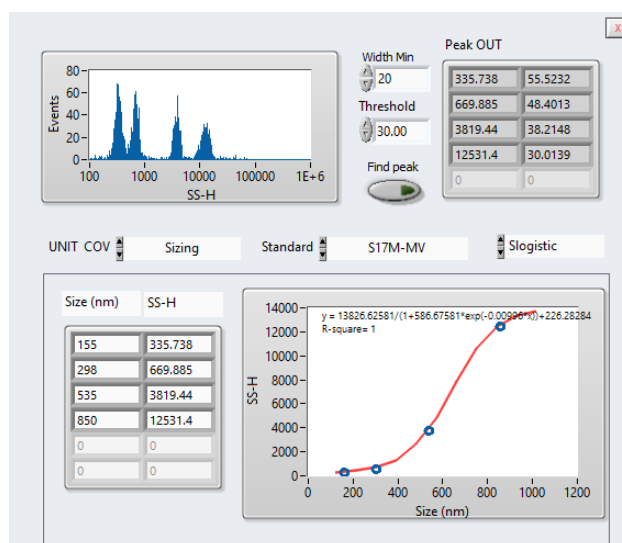 X
Width Min
20
Threshold
30.00
Find peak
Peak OUT
335.738 55.5232
669.885 48.4013
3819.44 38.2148
12531.4 30.0139
0 0
Events
80
60
40
20
0
100 1000 10000 100000 1E+6
SS-H
UNIT COV Sizing Standard S17M-MV Slogistic
Size (nm) SS-H
155 335.738
298 669.885
535 3819.44
850 12531.4
0 0
0 0
y = 13826.62581/(1+586.67581*exp(-0.00996*x))+226.28284
R-square= 1
SS-H
14000
12000
10000
8000
6000
4000
2000
0
0 200 400 600 800 1000 1200
Size (nm)